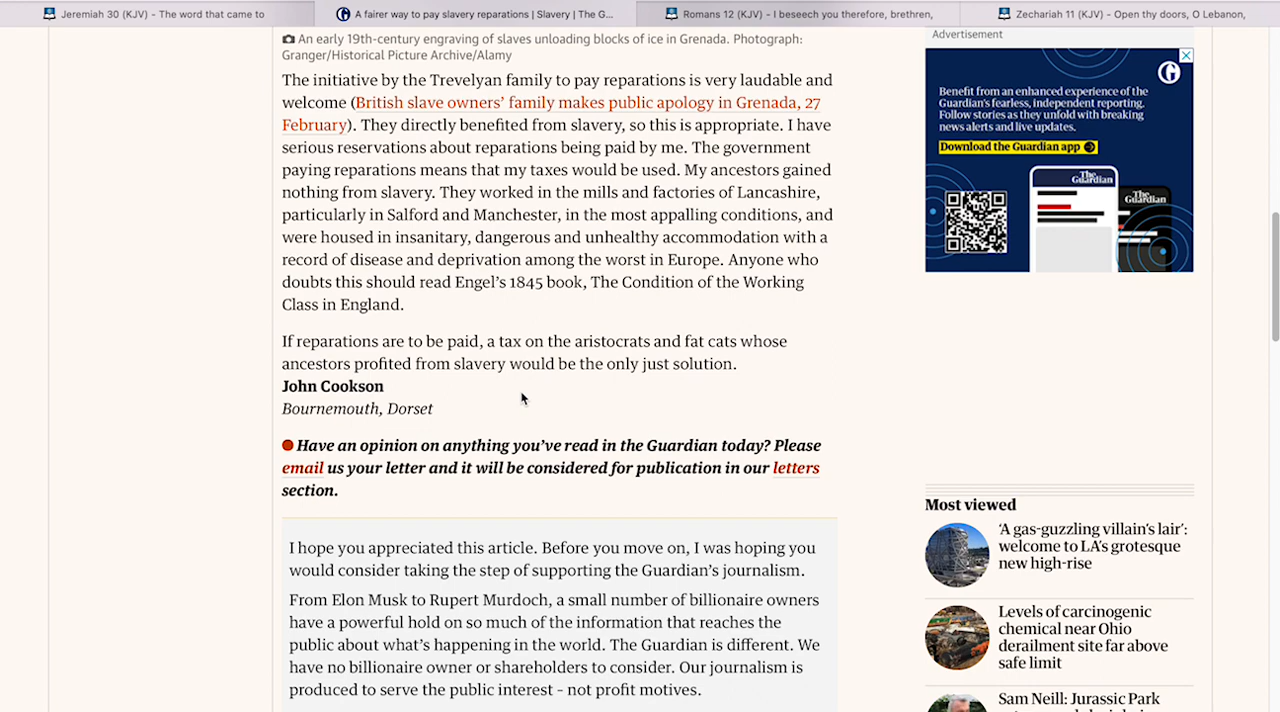 Jeremiah 30 (KJV) - The word that came to
A fairer way to pay slavery reparations | Slavery | The G...
Romans 12 (KJV) - I beseech you therefore, brethren,
Zechariah 11 (KJV) - Open thy doors, O Lebanon,
An early 19th-century engraving of slaves unloading blocks of ice in Grenada. Photograph:
Granger/Historical Picture Archive/Alamy
The initiative by the Trevelyan family to pay reparations is very laudable and
welcome (British slave owners’ family makes public apology in Grenada, 27
February). They directly benefited from slavery, so this is appropriate. I have
serious reservations about reparations being paid by me. The government
paying reparations means that my taxes would be used. My ancestors gained
nothing from slavery. They worked in the mills and factories of Lancashire,
particularly in Salford and Manchester, in the most appalling conditions, and
were housed in insanitary, dangerous and unhealthy accommodation with a
record of disease and deprivation among the worst in Europe. Anyone who
doubts this should read Engel’s 1845 book, The Condition of the Working
Class in England.
If reparations are to be paid, a tax on the aristocrats and fat cats whose
ancestors profited from slavery would be the only just solution.
John Cookson
Bournemouth, Dorset
Have an opinion on anything you’ve read in the Guardian today? Please
email us your letter and it will be considered for publication in our letters
section.
I hope you appreciated this article. Before you move on, I was hoping you
would consider taking the step of supporting the Guardian’s journalism.
From Elon Musk to Rupert Murdoch, a small number of billionaire owners
have a powerful hold on so much of the information that reaches the
public about what’s happening in the world. The Guardian is different. We
have no billionaire owner or shareholders to consider. Our journalism is
produced to serve the public interest – not profit motives.
Advertisement
Benefit from an enhanced experience of the
Guardian’s fearless, independent reporting.
Follow stories as they unfold with breaking
news alerts and live updates.
Download the Guardian app
The
Guardian
The
Guardian
Most viewed
‘A gas-guzzling villain’s lair’:
welcome to LA’s grotesque
new high-rise
Levels of carcinogenic
chemical near Ohio
derailment site far above
safe limit
Sam Neill: Jurassic Park